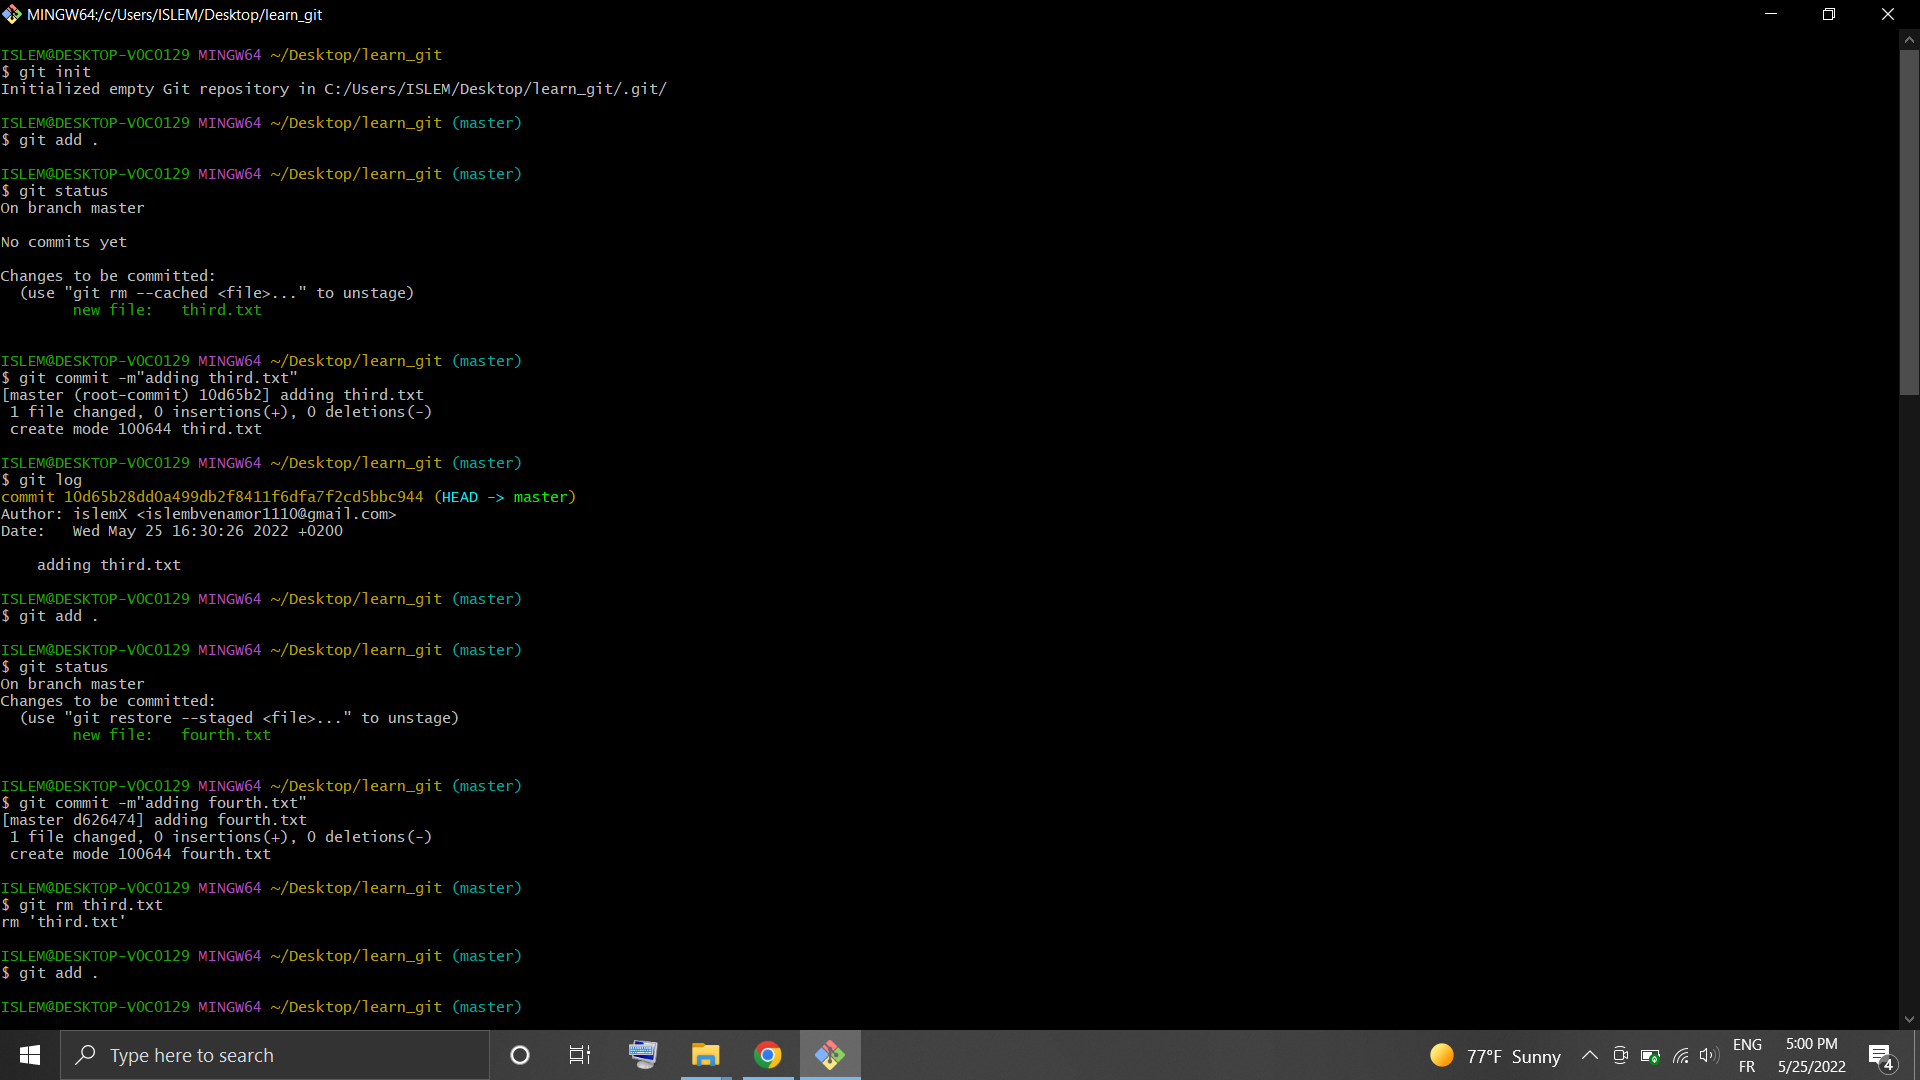 MINGW64:/c/Users/ISLEM/Desktop/learn_git
ISLEM@DESKTOP-VOCO129 MINGW64 ~/Desktop/learn_git
$ git init
Initialized empty Git repository in C:/Users/ISLEM/Desktop/learn_git/.git/
ISLEM@DESKTOP-VOCO129 MINGW64 ~/Desktop/learn_git (master)
$ git add .
ISLEM@DESKTOP-VOCO129 MINGW64 ~/Desktop/learn_git (master)
$ git status
On branch master
No commits yet
Changes to be committed:
  (use "git rm --cached <file>..." to unstage)
        new file:   third.txt
ISLEM@DESKTOP-VOCO129 MINGW64 ~/Desktop/learn_git (master)
$ git commit -m"adding third.txt"
[master (root-commit) 10d65b2] adding third.txt
 1 file changed, 0 insertions(+), 0 deletions(-)
 create mode 100644 third.txt
ISLEM@DESKTOP-VOCO129 MINGW64 ~/Desktop/learn_git (master)
$ git log
commit 10d65b28dd0a499db2f8411f6dfa7f2cd5bbc944 (HEAD -> master)
Author: islemX <islembvenamor1110@gmail.com>
Date:   Wed May 25 16:30:26 2022 +0200
    adding third.txt
ISLEM@DESKTOP-VOCO129 MINGW64 ~/Desktop/learn_git (master)
$ git add .
ISLEM@DESKTOP-VOCO129 MINGW64 ~/Desktop/learn_git (master)
$ git status
On branch master
Changes to be committed:
  (use "git restore --staged <file>..." to unstage)
        new file:   fourth.txt
ISLEM@DESKTOP-VOCO129 MINGW64 ~/Desktop/learn_git (master)
$ git commit -m"adding fourth.txt"
[master d626474] adding fourth.txt
 1 file changed, 0 insertions(+), 0 deletions(-)
 create mode 100644 fourth.txt
ISLEM@DESKTOP-VOCO129 MINGW64 ~/Desktop/learn_git (master)
$ git rm third.txt
rm 'third.txt'
ISLEM@DESKTOP-VOCO129 MINGW64 ~/Desktop/learn_git (master)
$ git add .
ISLEM@DESKTOP-VOCO129 MINGW64 ~/Desktop/learn_git (master)
Type here to search
77°F Sunny
ENG
FR
5:00 PM
5/25/2022
4